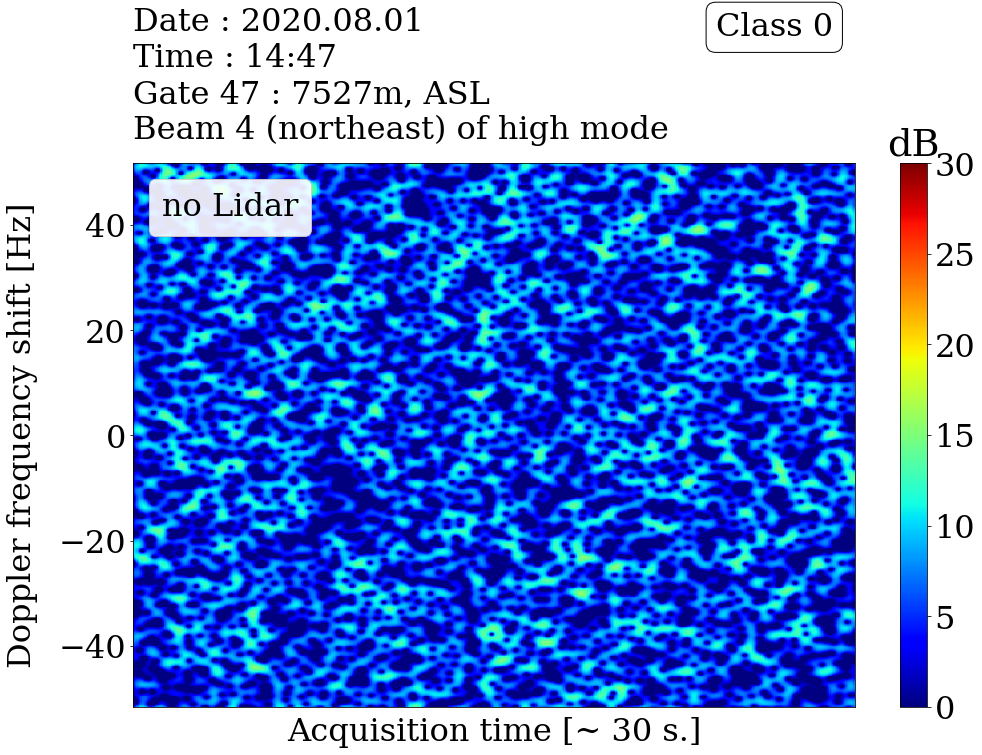 Date : 2020.08.01
Time : 14:47
Gate 47 : 7527m, ASL
Beam 4 (northeast) of high mode
Class 0
dB
no Lidar
Doppler frequency shift [Hz]
40
20
0
−20
−40
30
25
20
15
10
5
0
Acquisition time [~ 30 s.]